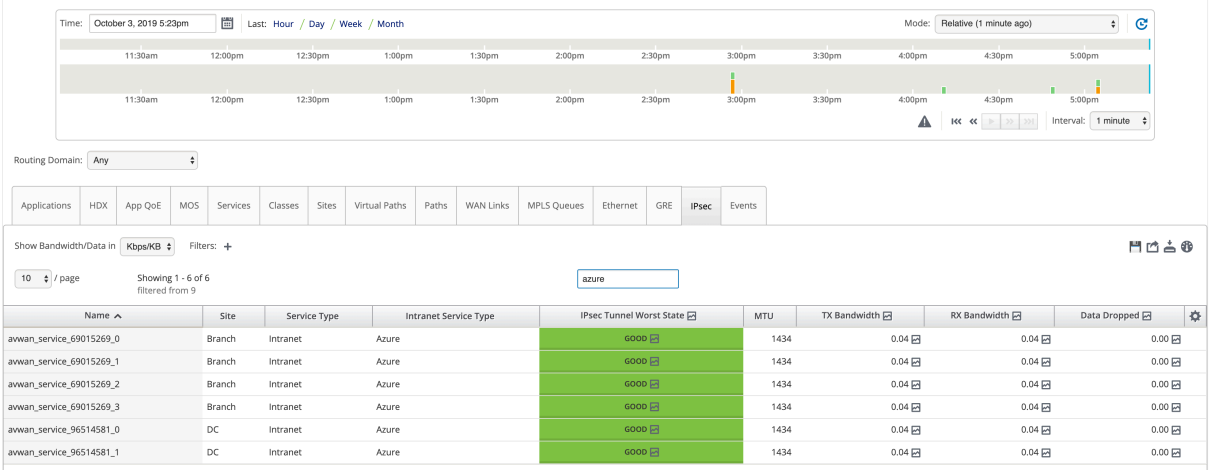 Time: October 3, 2019 5:23pm Last: Hour / Day / Week / Month Mode: Relative (1 minute ago)
11:30am 12:00pm 12:30pm 1:00pm 1:30pm 2:00pm 2:30pm 3:00pm 3:30pm 4:00pm 4:30pm 5:00pm
11:30am 12:00pm 12:30pm 1:00pm 1:30pm 2:00pm 2:30pm 3:00pm 3:30pm 4:00pm 4:30pm 5:00pm
Interval: 1 minute
Routing Domain: Any
Applications HDX App QoE MOS Services Classes Sites Virtual Paths Paths WAN Links MPLS Queues Ethernet GRE IPsec Events
Show Bandwidth/Data in Kbps/KB Filters: +
10 / page Showing 1 - 6 of 6 azure
filtered from 9
Name Site Service Type Intranet Service Type IPsec Tunnel Worst State MTU TX Bandwidth RX Bandwidth Data Dropped
avwan_service_69015269_0 Branch Intranet Azure GOOD 1434 0.04 0.04 0.00
avwan_service_69015269_1 Branch Intranet Azure GOOD 1434 0.04 0.04 0.00
avwan_service_69015269_2 Branch Intranet Azure GOOD 1434 0.04 0.04 0.00
avwan_service_69015269_3 Branch Intranet Azure GOOD 1434 0.04 0.04 0.00
avwan_service_96514581_0 DC Intranet Azure GOOD 1434 0.04 0.04 0.00
avwan_service_96514581_1 DC Intranet Azure GOOD 1434 0.04 0.04 0.00